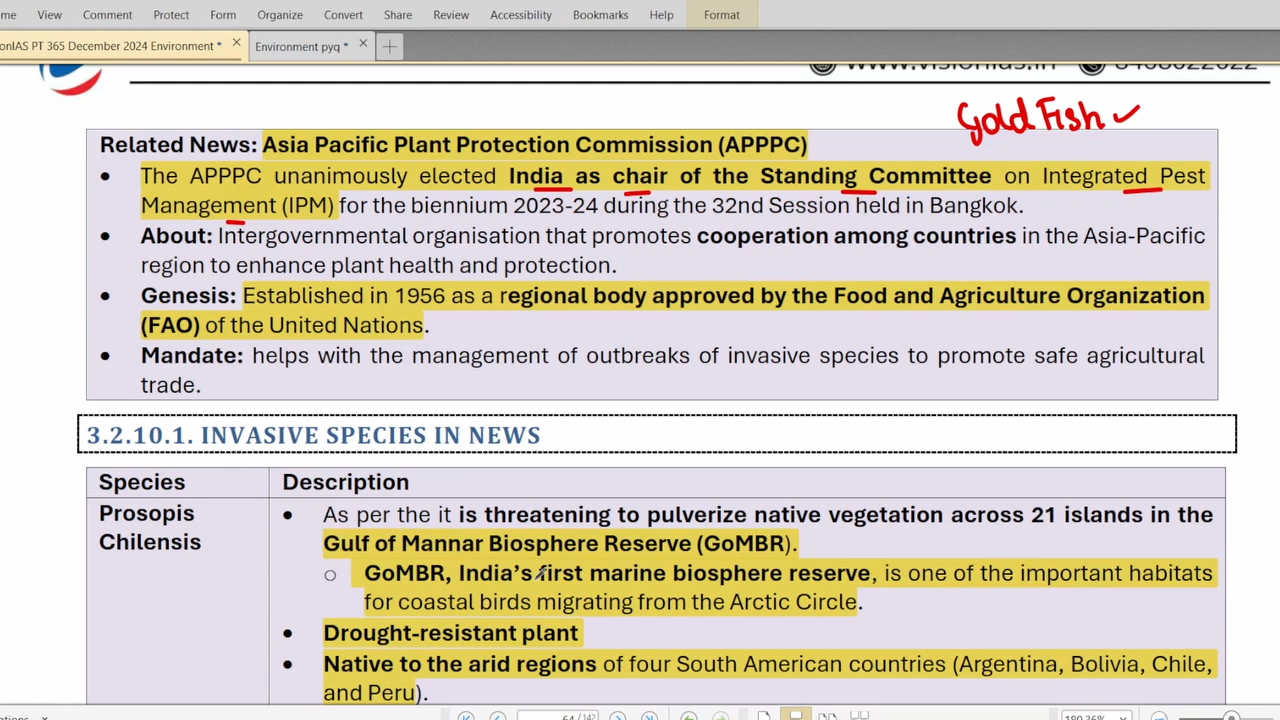 View Comment Protect Form Organize Convert Share Review Accessibility Bookmarks Help Format
onIAS PT 365 December 2024 Environment * × Environment pyq * ×
Gold Fish ✓
Related News: Asia Pacific Plant Protection Commission (APPPC)
• The APPPC unanimously elected India as chair of the Standing Committee on Integrated Pest
Management (IPM) for the biennium 2023-24 during the 32nd Session held in Bangkok.
• About: Intergovernmental organisation that promotes cooperation among countries in the Asia-Pacific
region to enhance plant health and protection.
• Genesis: Established in 1956 as a regional body approved by the Food and Agriculture Organization
(FAO) of the United Nations.
• Mandate: helps with the management of outbreaks of invasive species to promote safe agricultural
trade.
3.2.10.1. INVASIVE SPECIES IN NEWS
Species Description
Prosopis
Chilensis
• As per the it is threatening to pulverize native vegetation across 21 islands in the
Gulf of Mannar Biosphere Reserve (GoMBR).
○ GoMBR, India's first marine biosphere reserve, is one of the important habitats
for coastal birds migrating from the Arctic Circle.
• Drought-resistant plant
• Native to the arid regions of four South American countries (Argentina, Bolivia, Chile,
and Peru).
64 / 142